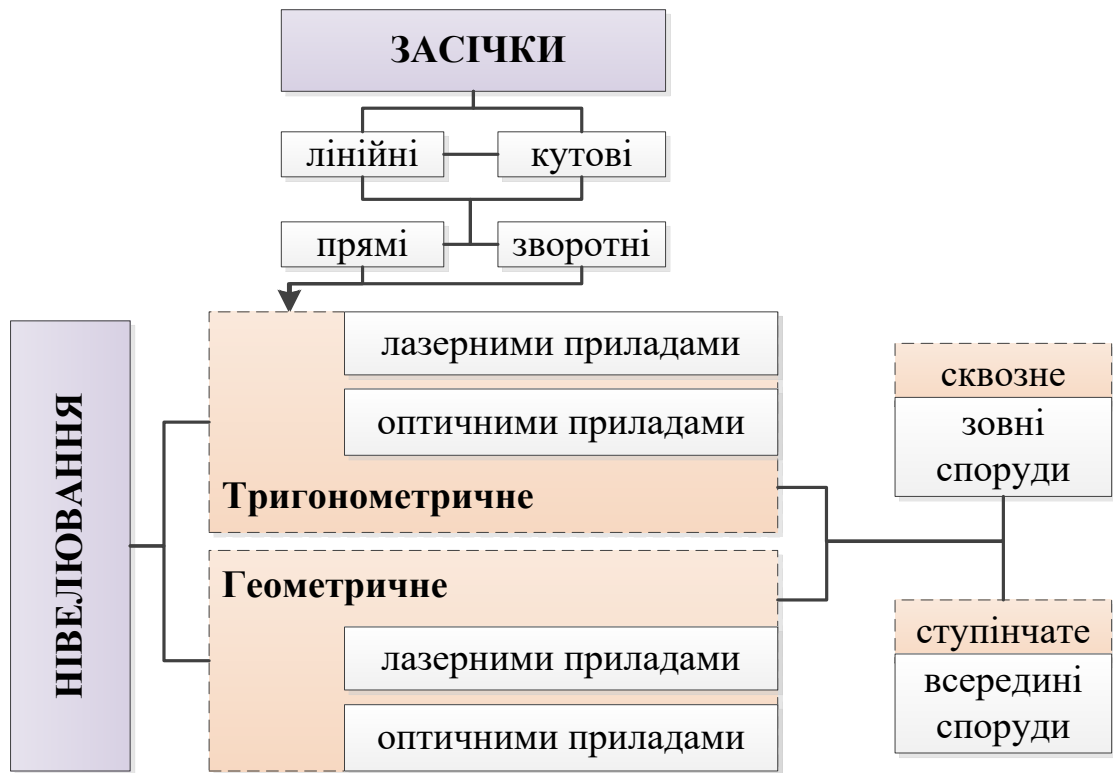 ЗАСІЧКИ
лінійні
кутові
прямі
зворотні
НІВЕЛЮВАННЯ
лазерними приладами
оптичними приладами
Тригонометричне
Геометричне
лазерними приладами
оптичними приладами
сквозне
зовні
споруди
ступінчате
всередині
споруди